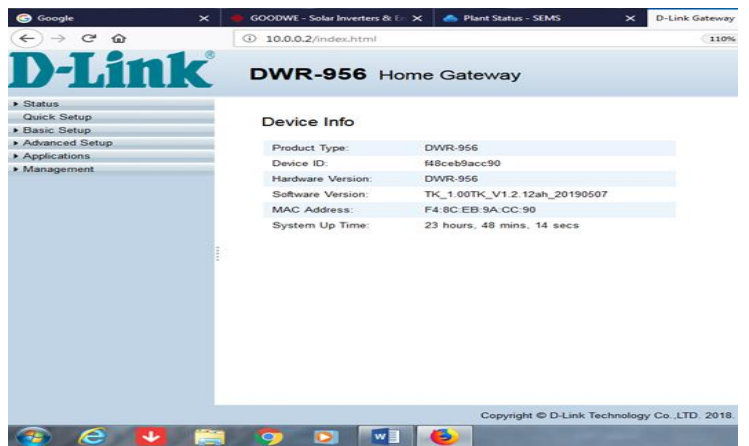 Google
GOODWE - Solar Inverters & En
Plant Status - SEMS
D-Link Gateway
10.0.0.2/index.html
110%
D-Link®
DWR-956 Home Gateway
Status
Quick Setup
Basic Setup
Advanced Setup
Applications
Management
Device Info
Product Type: DWR-956
Device ID: f48ceb9acc90
Hardware Version: DWR-956
Software Version: TK_1.00TK_V1.2.12ah_20190507
MAC Address: F4:8C:EB:9A:CC:90
System Up Time: 23 hours, 48 mins, 14 secs
Copyright © D-Link Technology Co.,LTD. 2018.
W